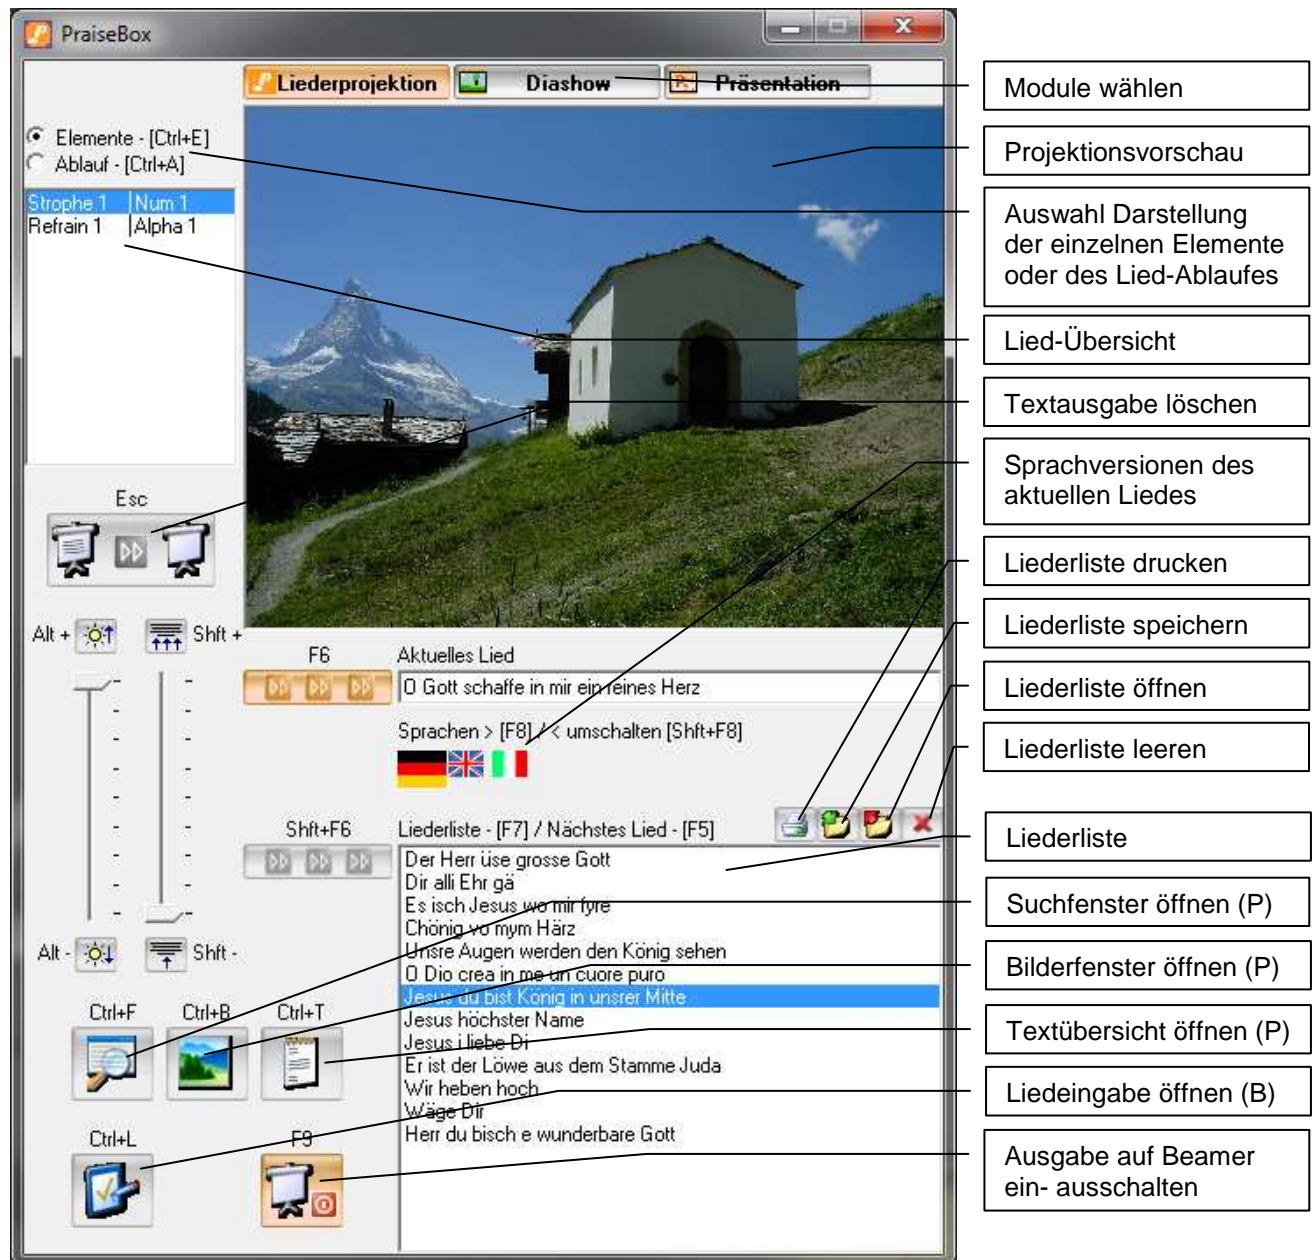 PraiseBox
Liederprojektion
Diashow
Präsentation
Elemente - [Ctrl+E]
Ablauf - [Ctrl+A]
Strophe 1 Num 1
Refrain 1 Alpha 1
Esc
Alt +
Shft +
Alt -
Shft -
F6
Aktuelles Lied
O Gott schaffe in mir ein reines Herz
Sprachen > [F8] / < umschalten [Shft+F8]
Shft+F6
Liederliste - [F7] / Nächstes Lied - [F5]
Der Herr üse grosse Gott
Dir alli Ehr gä
Es isch Jesus wo mir fyre
Chönig vo mym Härz
Unsre Augen werden den König sehen
O Dio crea in me un cuore puro
Jesus du bist König in unsrer Mitte
Jesus höchster Name
Jesus i liebe Di
Er ist der Löwe aus dem Stamme Juda
Wir heben hoch
Wäge Dir
Herr du bisch e wunderbare Gott
Ctrl+F
Ctrl+B
Ctrl+T
Ctrl+L
F9
Module wählen
Projektionsvorschau
Auswahl Darstellung
der einzelnen Elemente
oder des Lied-Ablaufes
Lied-Übersicht
Textausgabe löschen
Sprachversionen des
aktuellen Liedes
Liederliste drucken
Liederliste speichern
Liederliste öffnen
Liederliste leeren
Liederliste
Suchfenster öffnen (P)
Bilderfenster öffnen (P)
Textübersicht öffnen (P)
Liedeingabe öffnen (B)
Ausgabe auf Beamer
ein- ausschalten